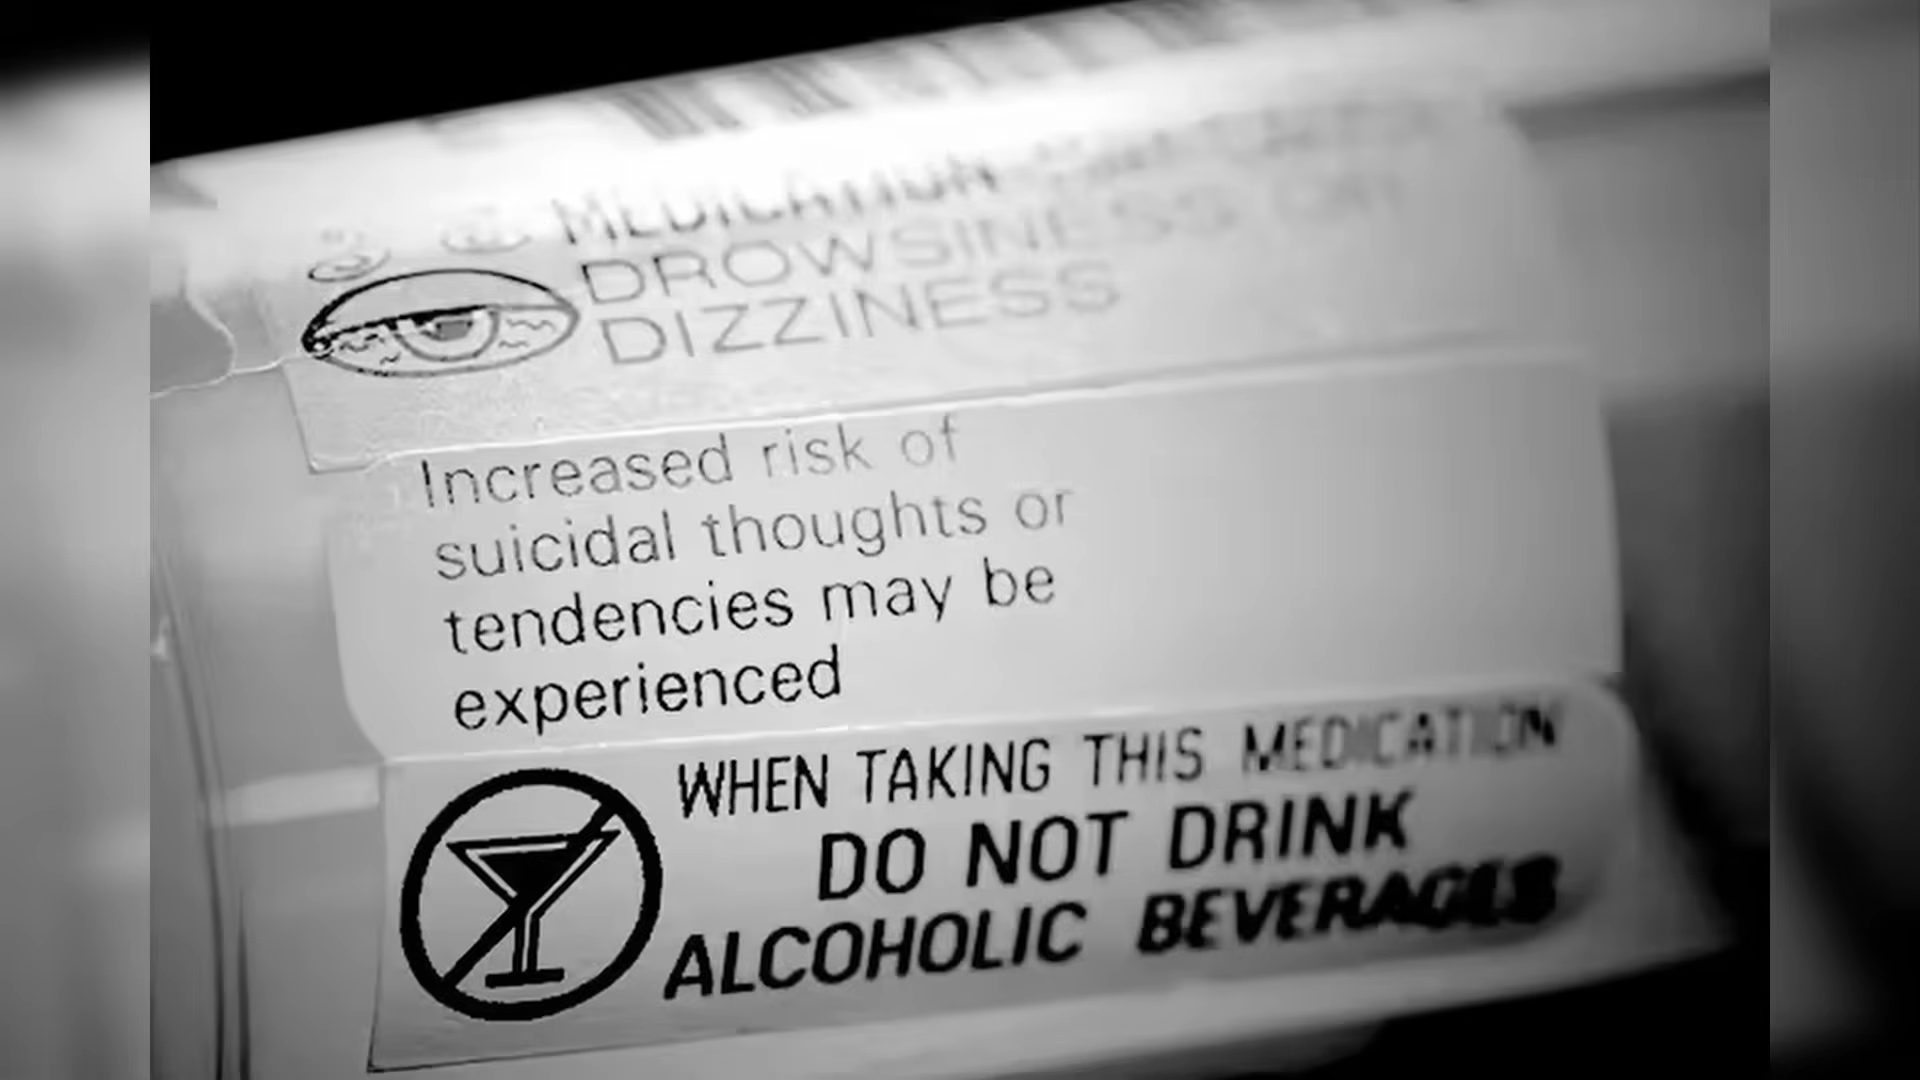 MEDICATION
DROWSINESS OR
DIZZINESS
Increased risk of
suicidal thoughts or
tendencies may be
experienced
WHEN TAKING THIS MEDICATION
DO NOT DRINK
ALCOHOLIC BEVERAGES